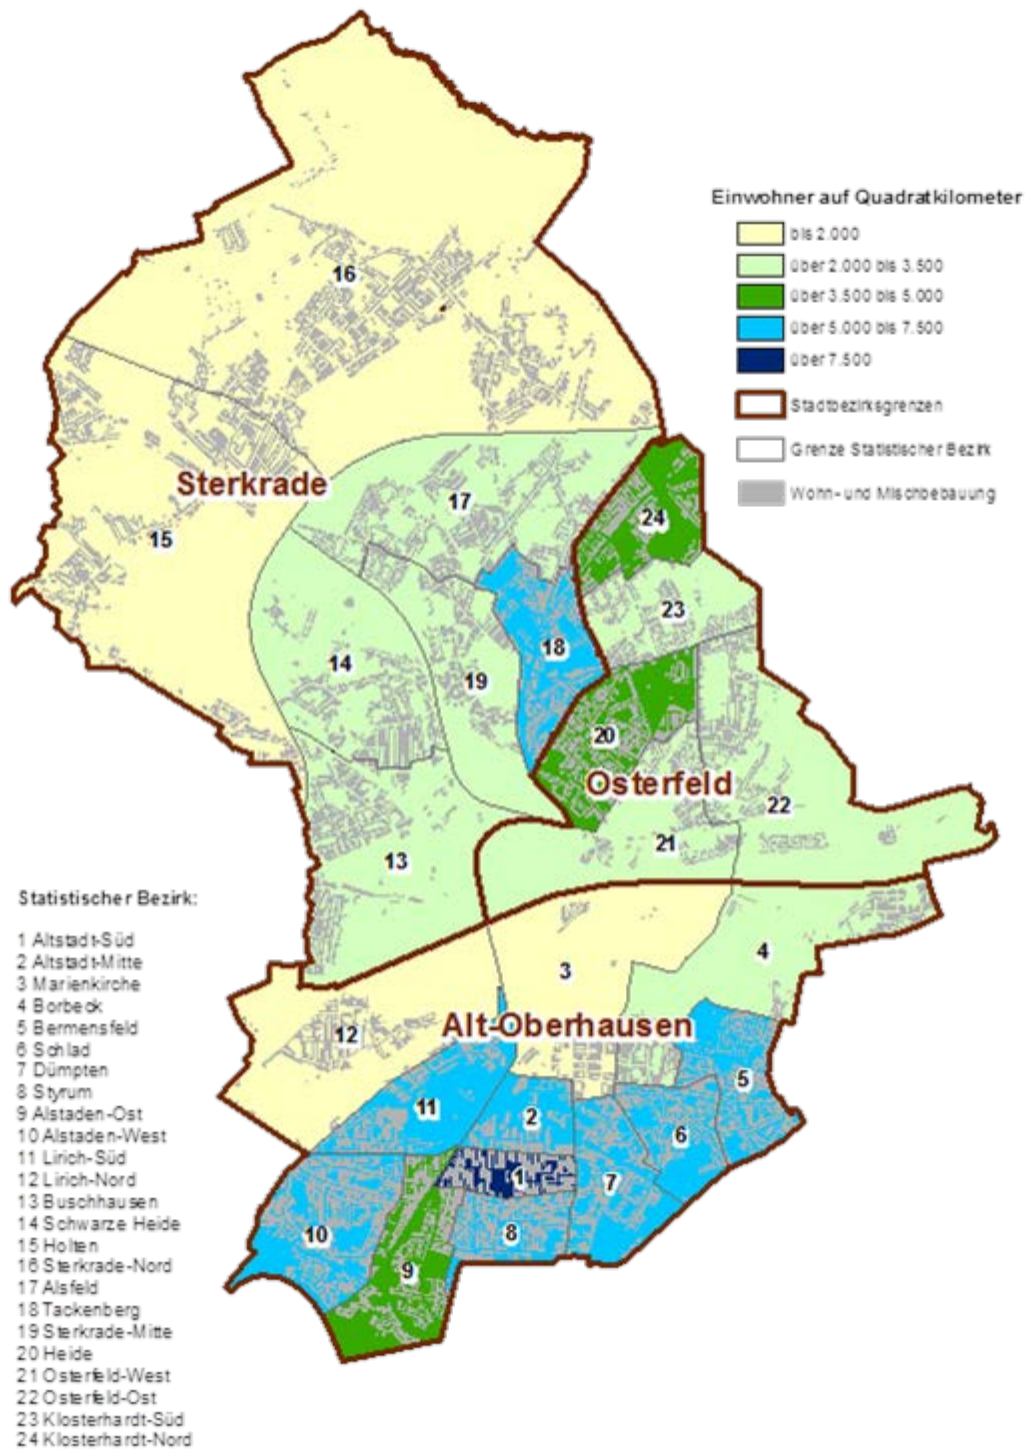 Einwohner auf Quadratkilometer
bis 2.000
über 2.000 bis 3.500
über 3.500 bis 5.000
über 5.000 bis 7.500
über 7.500
Stadtbezirksgrenzen
Grenze Statistischer Bezirk
Wohn- und Mischbebauung
16
Sterkrade
17
15
24
23
18
14
19
20
Osterfeld
22
21
13
4
3
Alt-Oberhausen
12
5
11
2
6
1
7
10
8
9
Statistischer Bezirk:
1 Altstadt-Süd
2 Altstadt-Mitte
3 Marienkirche
4 Borbeck
5 Bermensfeld
6 Schlad
7 Dümpten
8 Styrum
9 Alstaden-Ost
10 Alstaden-West
11 Lirich-Süd
12 Lirich-Nord
13 Buschhausen
14 Schwarze Heide
15 Holten
16 Sterkrade-Nord
17 Alsfeld
18 Tackenberg
19 Sterkrade-Mitte
20 Heide
21 Osterfeld-West
22 Osterfeld-Ost
23 Klosterhardt-Süd
24 Klosterhardt-Nord